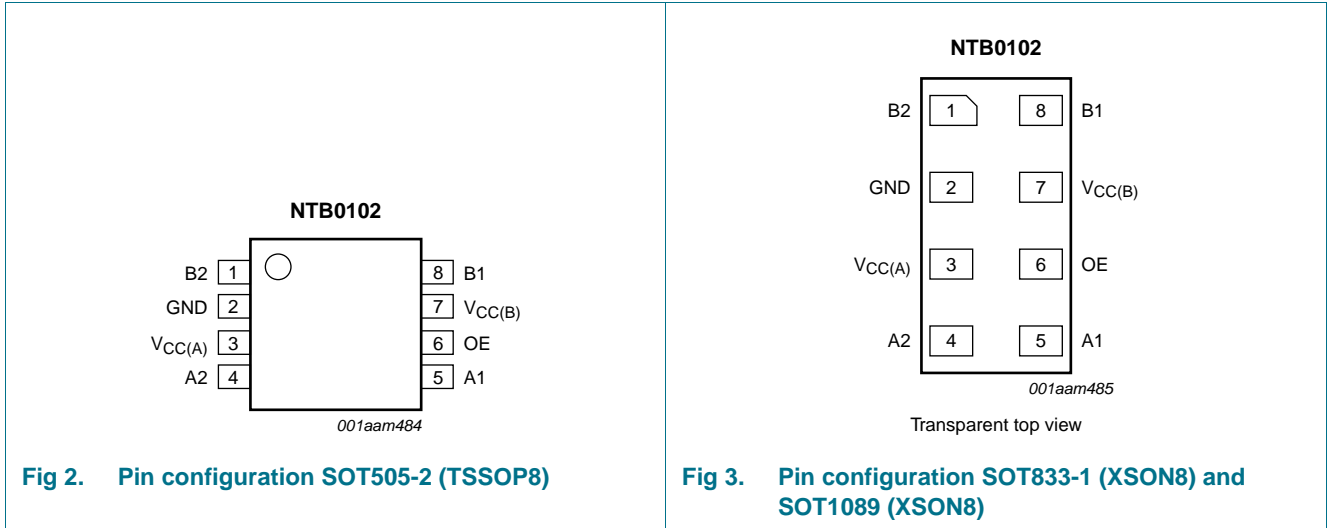 NTB0102
B2 1 8 B1
GND 2 7 VCC(B)
VCC(A) 3 6 OE
A2 4 5 A1
001aam484
Fig 2. Pin configuration SOT505-2 (TSSOP8)
NTB0102
B2 1 8 B1
GND 2 7 VCC(B)
VCC(A) 3 6 OE
A2 4 5 A1
001aam485
Transparent top view
Fig 3. Pin configuration SOT833-1 (XSON8) and
SOT1089 (XSON8)